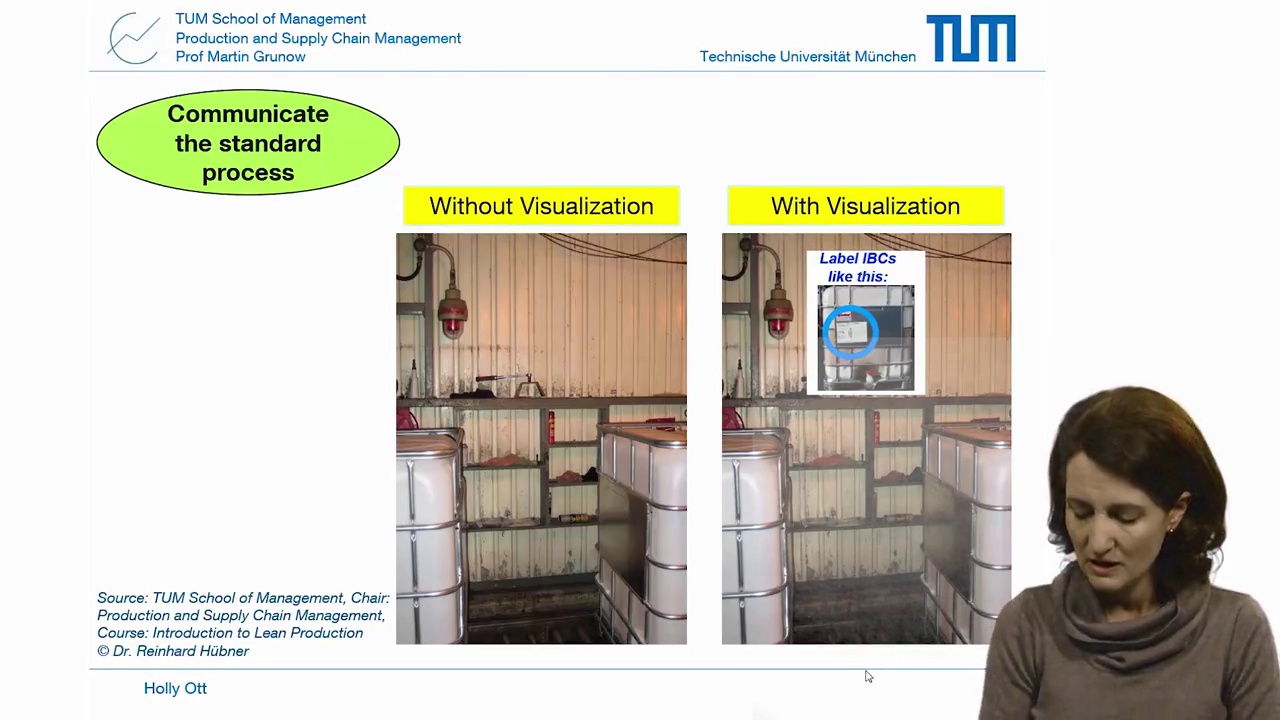 TUM School of Management
Production and Supply Chain Management
Prof Martin Grunow
Technische Universität München
TUM
Communicate
the standard
process
Without Visualization
With Visualization
Label IBCs
like this:
Source: TUM School of Management, Chair:
Production and Supply Chain Management,
Course: Introduction to Lean Production
© Dr. Reinhard Hübner
Holly Ott